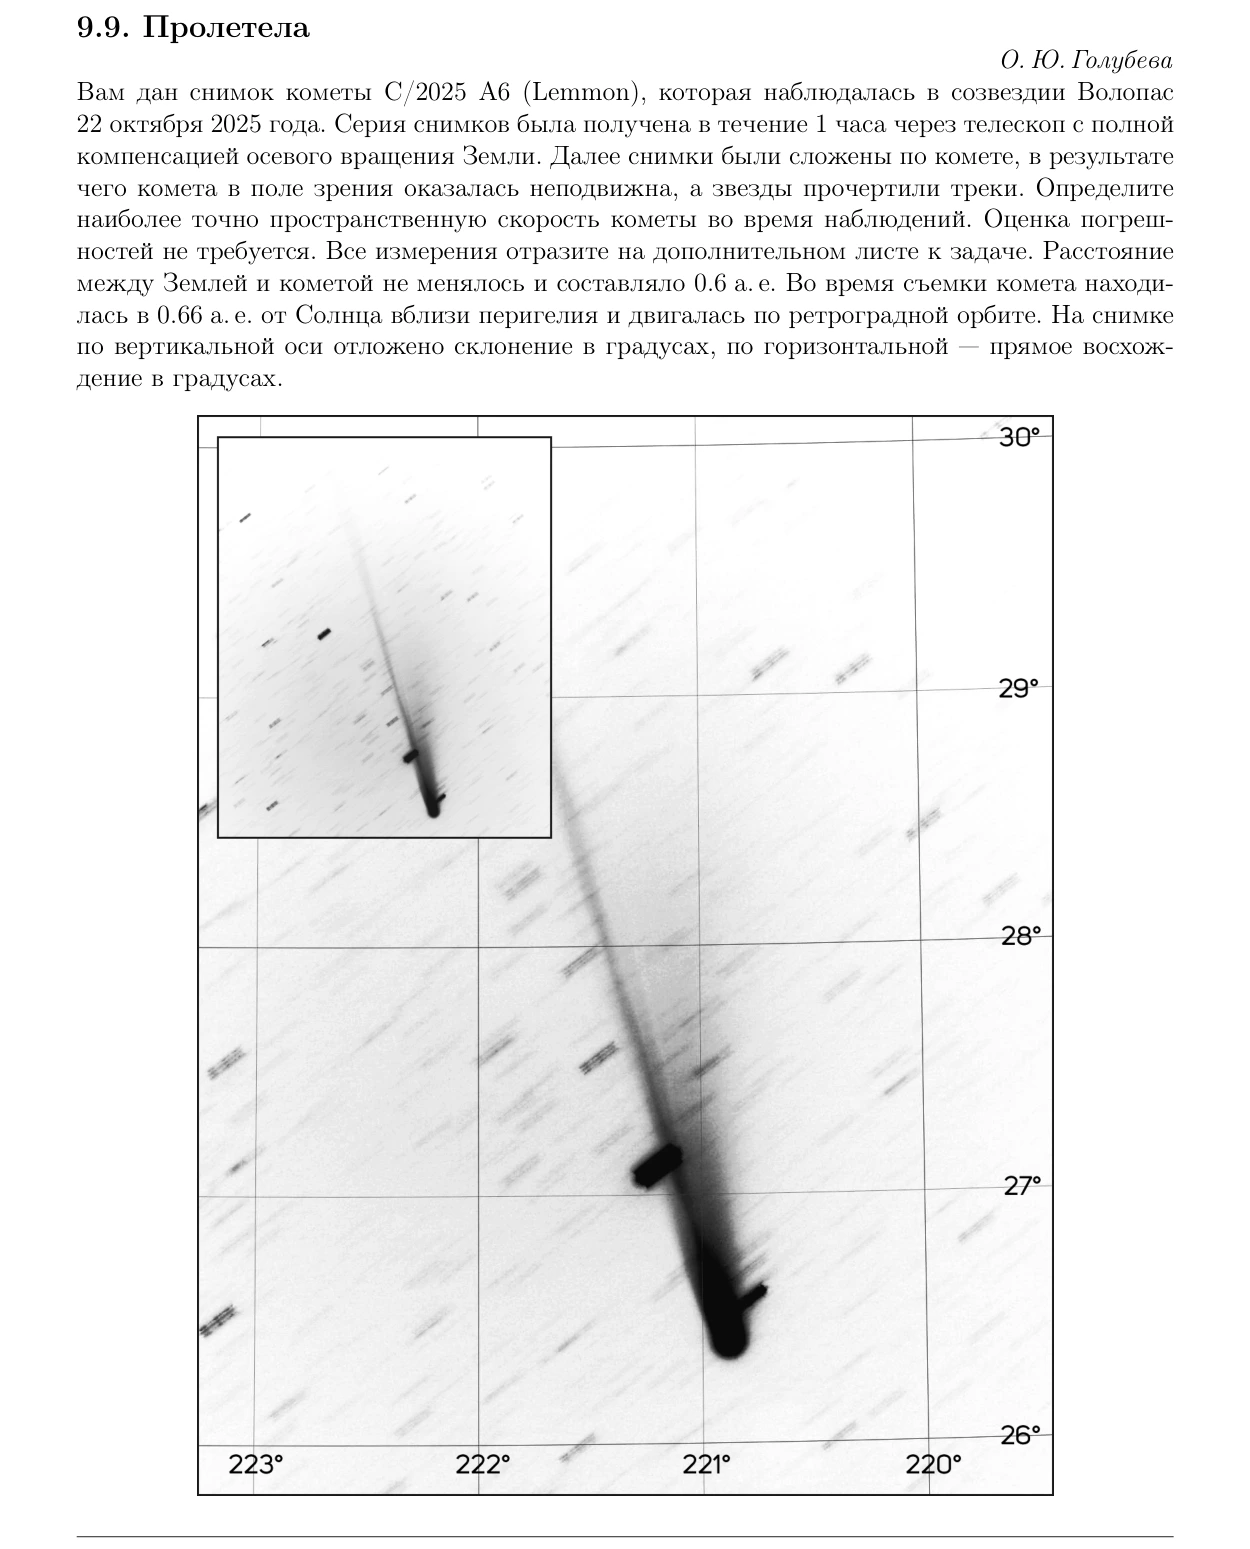 9.9. Пролетела
О. Ю. Голубева
Вам дан снимок кометы C/2025 A6 (Lemmon), которая наблюдалась в созвездии Волопас
22 октября 2025 года. Серия снимков была получена в течение 1 часа через телескоп с полной
компенсацией осевого вращения Земли. Далее снимки были сложены по комете, в результате
чего комета в поле зрения оказалась неподвижна, а звезды прочертили треки. Определите
наиболее точно пространственную скорость кометы во время наблюдений. Оценка погреш-
ностей не требуется. Все измерения отразите на дополнительном листе к задаче. Расстояние
между Землей и кометой не менялось и составляло 0.6 а. е. Во время съемки комета находи-
лась в 0.66 а. е. от Солнца вблизи перигелия и двигалась по ретроградной орбите. На снимке
по вертикальной оси отложено склонение в градусах, по горизонтальной — прямое восхож-
дение в градусах.
30°
29°
28°
27°
26°
223° 222° 221° 220°